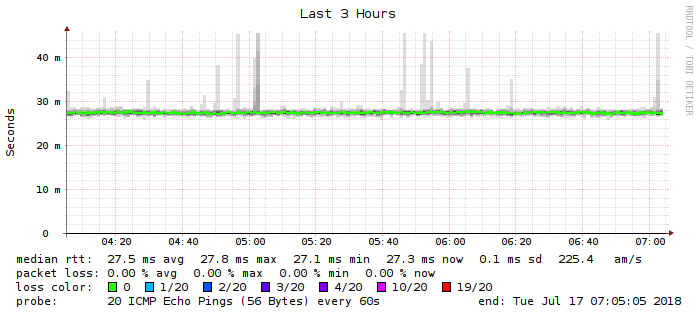 Last 3 Hours
RRDTOOL / TOBI OETIKER
Seconds
40 m
30 m
20 m
10 m
0
04:20 04:40 05:00 05:20 05:40 06:00 06:20 06:40 07:00
median rtt: 27.5 ms avg 27.8 ms max 27.1 ms min 27.3 ms now 0.1 ms sd 225.4 am/s
packet loss: 0.00 % avg 0.00 % max 0.00 % min 0.00 % now
loss color: 0 1/20 2/20 3/20 4/20 10/20 19/20
probe: 20 ICMP Echo Pings (56 Bytes) every 60s end: Tue Jul 17 07:05:05 2018